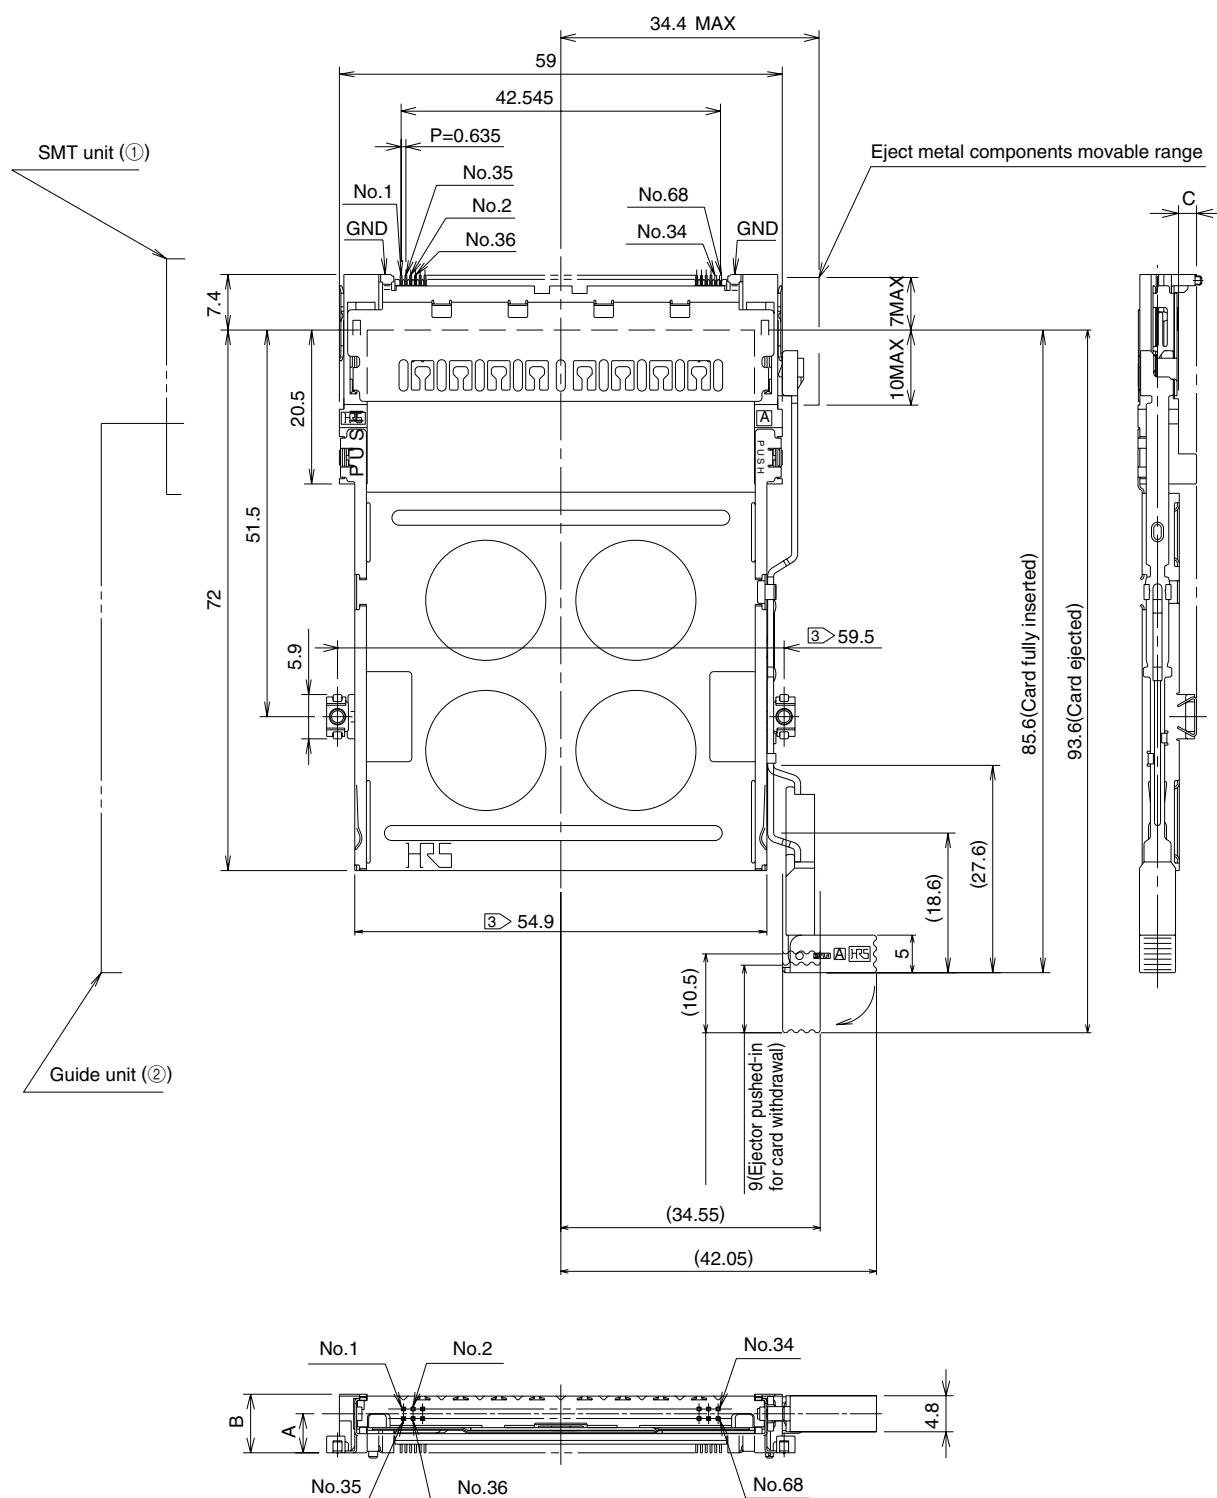 34.4 MAX
59
42.545
P=0.635
SMT unit (①)
Eject metal components movable range
No.35
No.1
No.2
No.68
C
GND
No.36
No.34
GND
7.4
7MAX
10MAX
20.5
HRS
A
PUSH
PUSH
51.5
72
85.6(Card fully inserted)
93.6(Card ejected)
3 59.5
5.9
HRS
(27.6)
(18.6)
3 54.9
A HRS
5
(10.5)
Guide unit (②)
9(Ejector pushed-in
for card withdrawal)
(34.55)
(42.05)
No.1
No.2
No.34
B
A
4.8
No.35
No.36
No.68